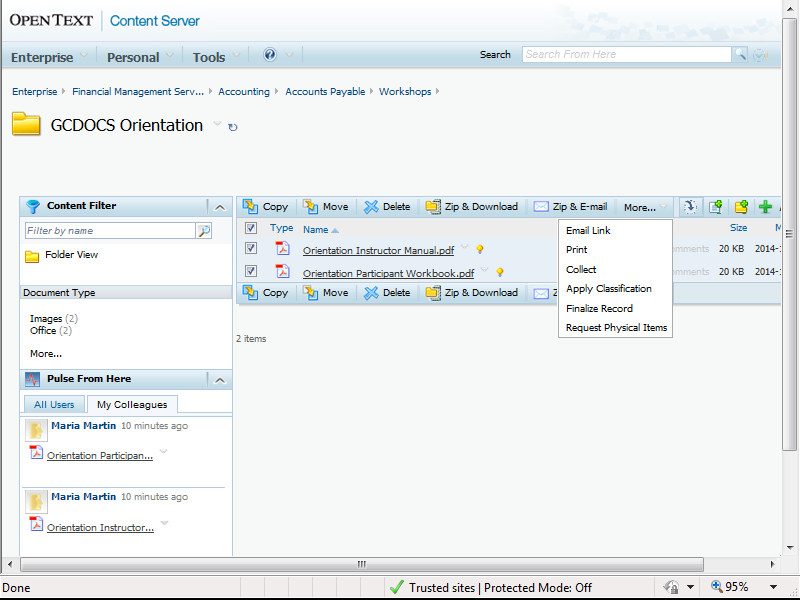 OPENTEXT | Content Server
Enterprise Personal Tools ? Search Search From Here
Enterprise Financial Management Serv... Accounting Accounts Payable Workshops
GCDOCS Orientation
Content Filter
Filter by name
Folder View
Document Type
Images (2)
Office (2)
More...
Pulse From Here
All Users My Colleagues
Maria Martin 10 minutes ago
Orientation Participan...
Maria Martin 10 minutes ago
Orientation Instructor...
Copy Move Delete Zip & Download Zip & E-mail More...
Type Name Size
Orientation Instructor Manual.pdf omments 20 KB 2014-
Orientation Participant Workbook.pdf omments 20 KB 2014-
Copy Move Delete Zip & Download Z
Email Link
Print
Collect
Apply Classification
Finalize Record
Request Physical Items
2 items
Done Trusted sites | Protected Mode: Off 95%